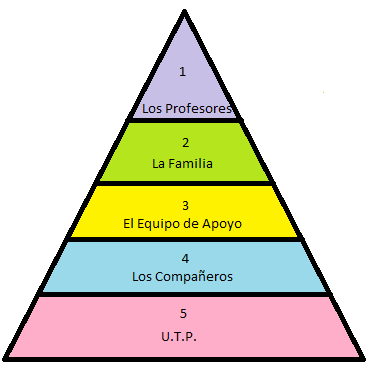 1
Los Profesores
2
La Familia
3
El Equipo de Apoyo
4
Los Compañeros
5
U.T.P.